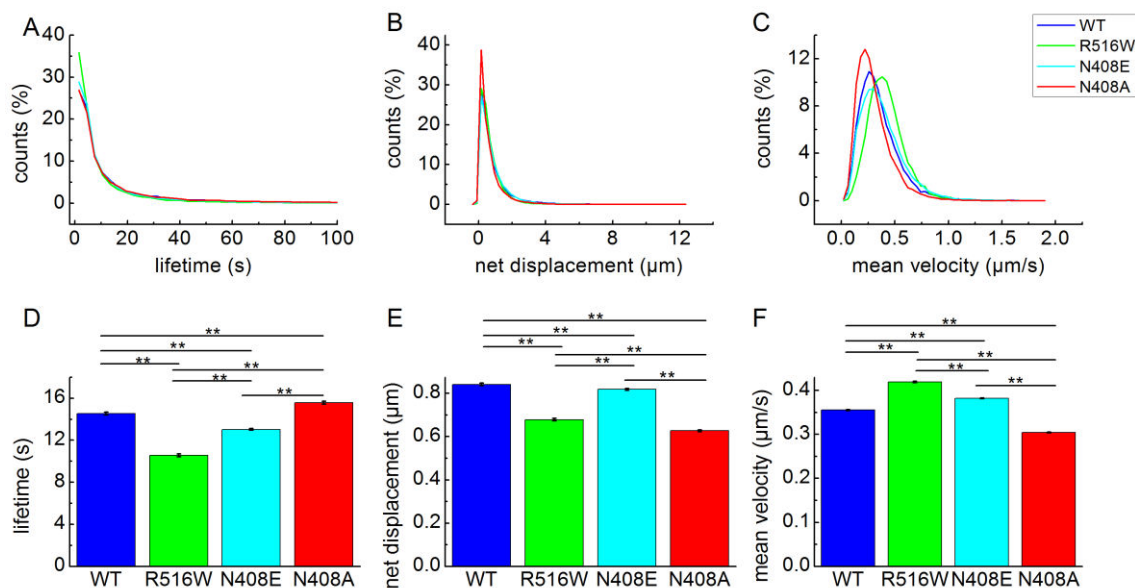 A
40
30
20
10
0
counts (%)
0 20 40 60 80 100
lifetime (s)
B
40
30
20
10
0
counts (%)
0 4 8 12
net displacement (µm)
C
12
8
4
0
counts (%)
0.0 0.5 1.0 1.5 2.0
mean velocity (µm/s)
WT
R516W
N408E
N408A
D
**
**
** **
** **
16
12
8
4
0
lifetime (s)
WT R516W N408E N408A
E
**
**
** **
** **
0.8
0.6
0.4
0.2
0.0
net displacement (µm)
WT R516W N408E N408A
F
**
**
** **
** **
0.4
0.3
0.2
0.1
0.0
mean velocity (µm/s)
WT R516W N408E N408A